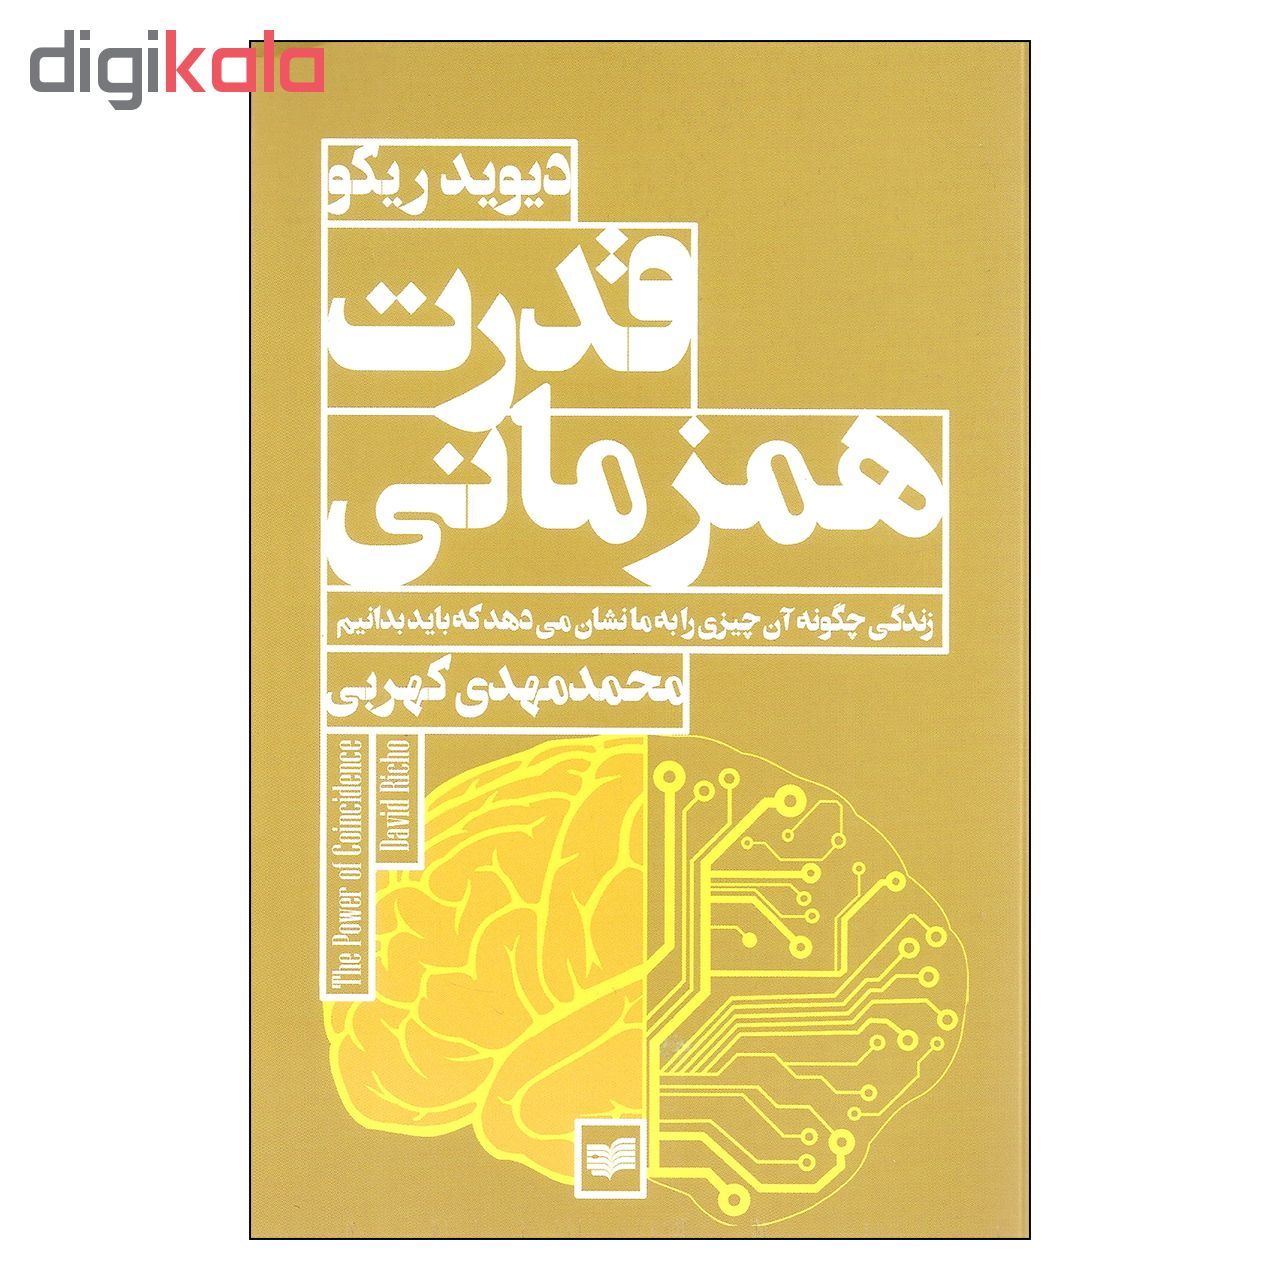 digikala
دیوید ریکو
قدرت
همزمانی
زندگی چگونه آن چیزی را به ما نشان می‌دهد که باید بدانیم
محمدمهدی کهربی
The Power of Coincidence
David Richo